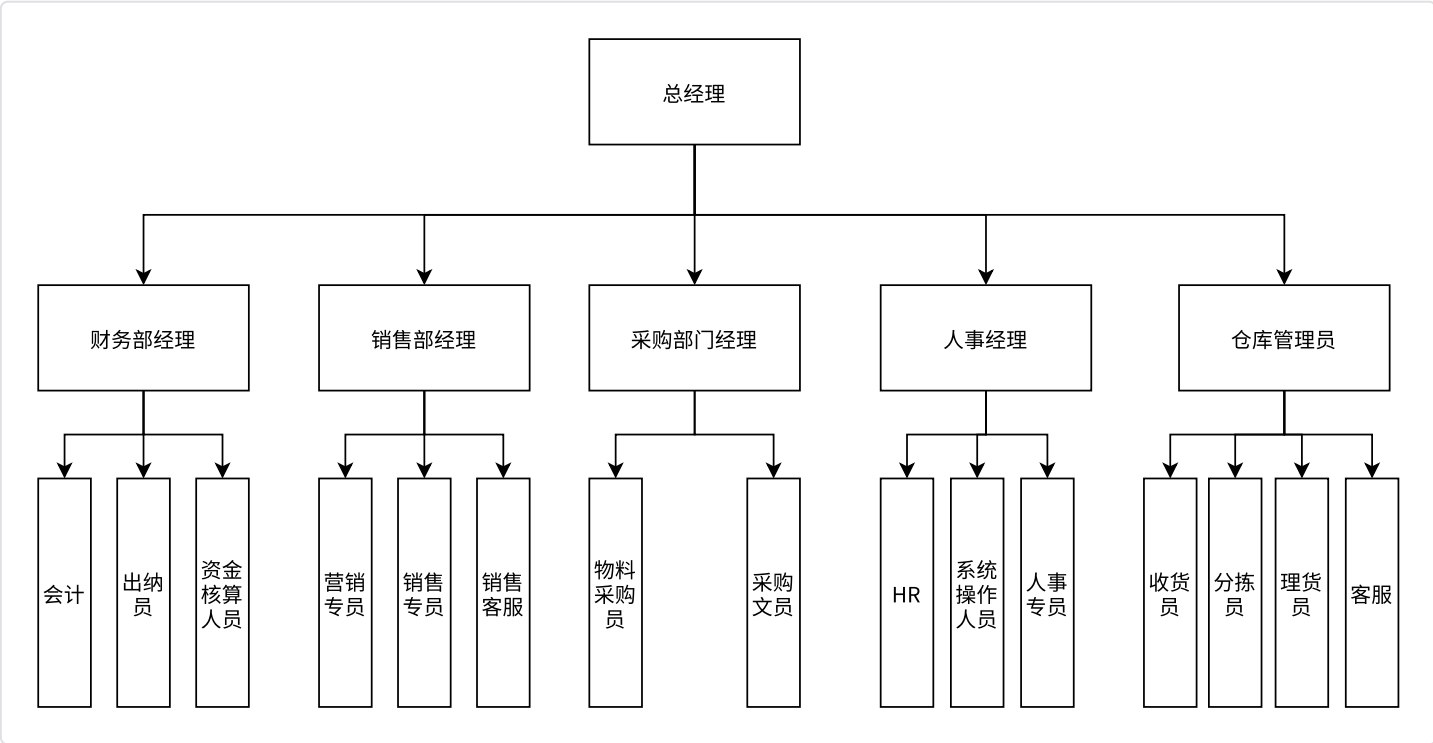 总经理
财务部经理
销售部经理
采购部门经理
人事经理
仓库管理员
会计
出纳
员
资金
核算
人员
营销
专员
销售
专员
销售
客服
物料
采购
员
采购
文员
HR
系统
操作
人员
人事
专员
收货
员
分拣
员
理货
员
客服